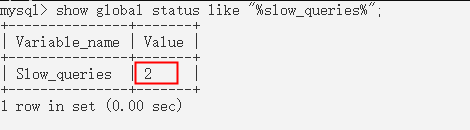 mysql> show global status like "%slow_queries%";
+---------------+-------+
| Variable_name | Value |
+---------------+-------+
| Slow_queries  | 2     |
+---------------+-------+
1 row in set (0.00 sec)